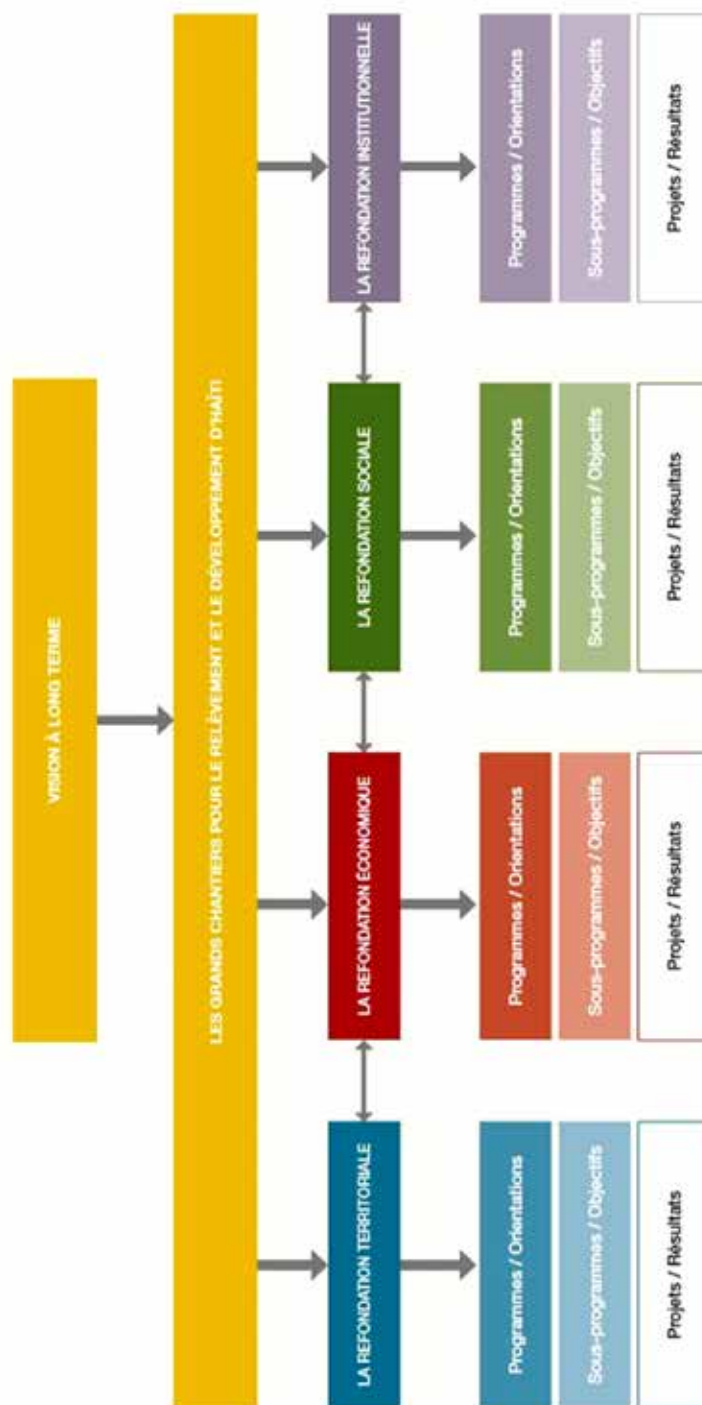 VISION À LONG TERME
LES GRANDS CHANTIERS POUR LE RELÈVEMENT ET LE DÉVELOPPEMENT D'HAÏTI
LA REFONDATION TERRITORIALE
LA REFONDATION ÉCONOMIQUE
LA REFONDATION SOCIALE
LA REFONDATION INSTITUTIONNELLE
Programmes / Orientations
Programmes / Orientations
Programmes / Orientations
Programmes / Orientations
Sous-programmes / Objectifs
Sous-programmes / Objectifs
Sous-programmes / Objectifs
Sous-programmes / Objectifs
Projets / Résultats
Projets / Résultats
Projets / Résultats
Projets / Résultats